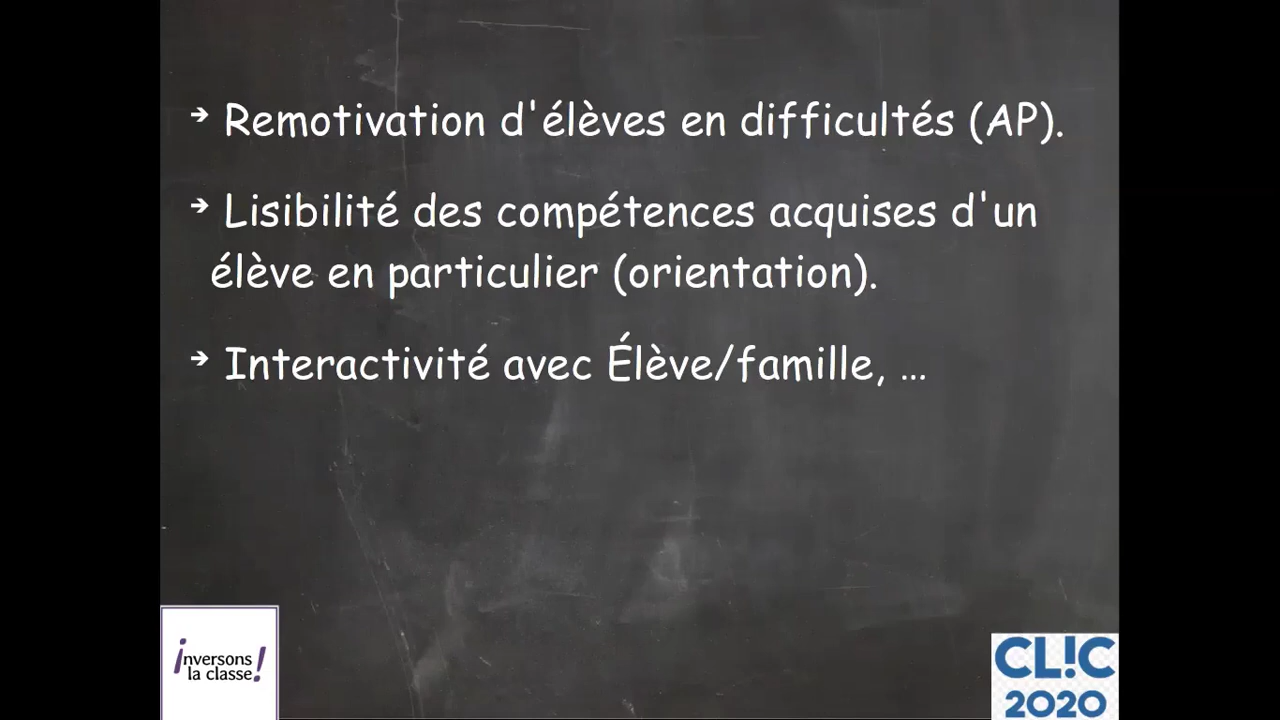 ➔ Remotivation d'élèves en difficultés (AP).
➔ Lisibilité des compétences acquises d'un
élève en particulier (orientation).
➔ Interactivité avec Élève/famille, ...
¡nversons
la classe!
CL!C
2020